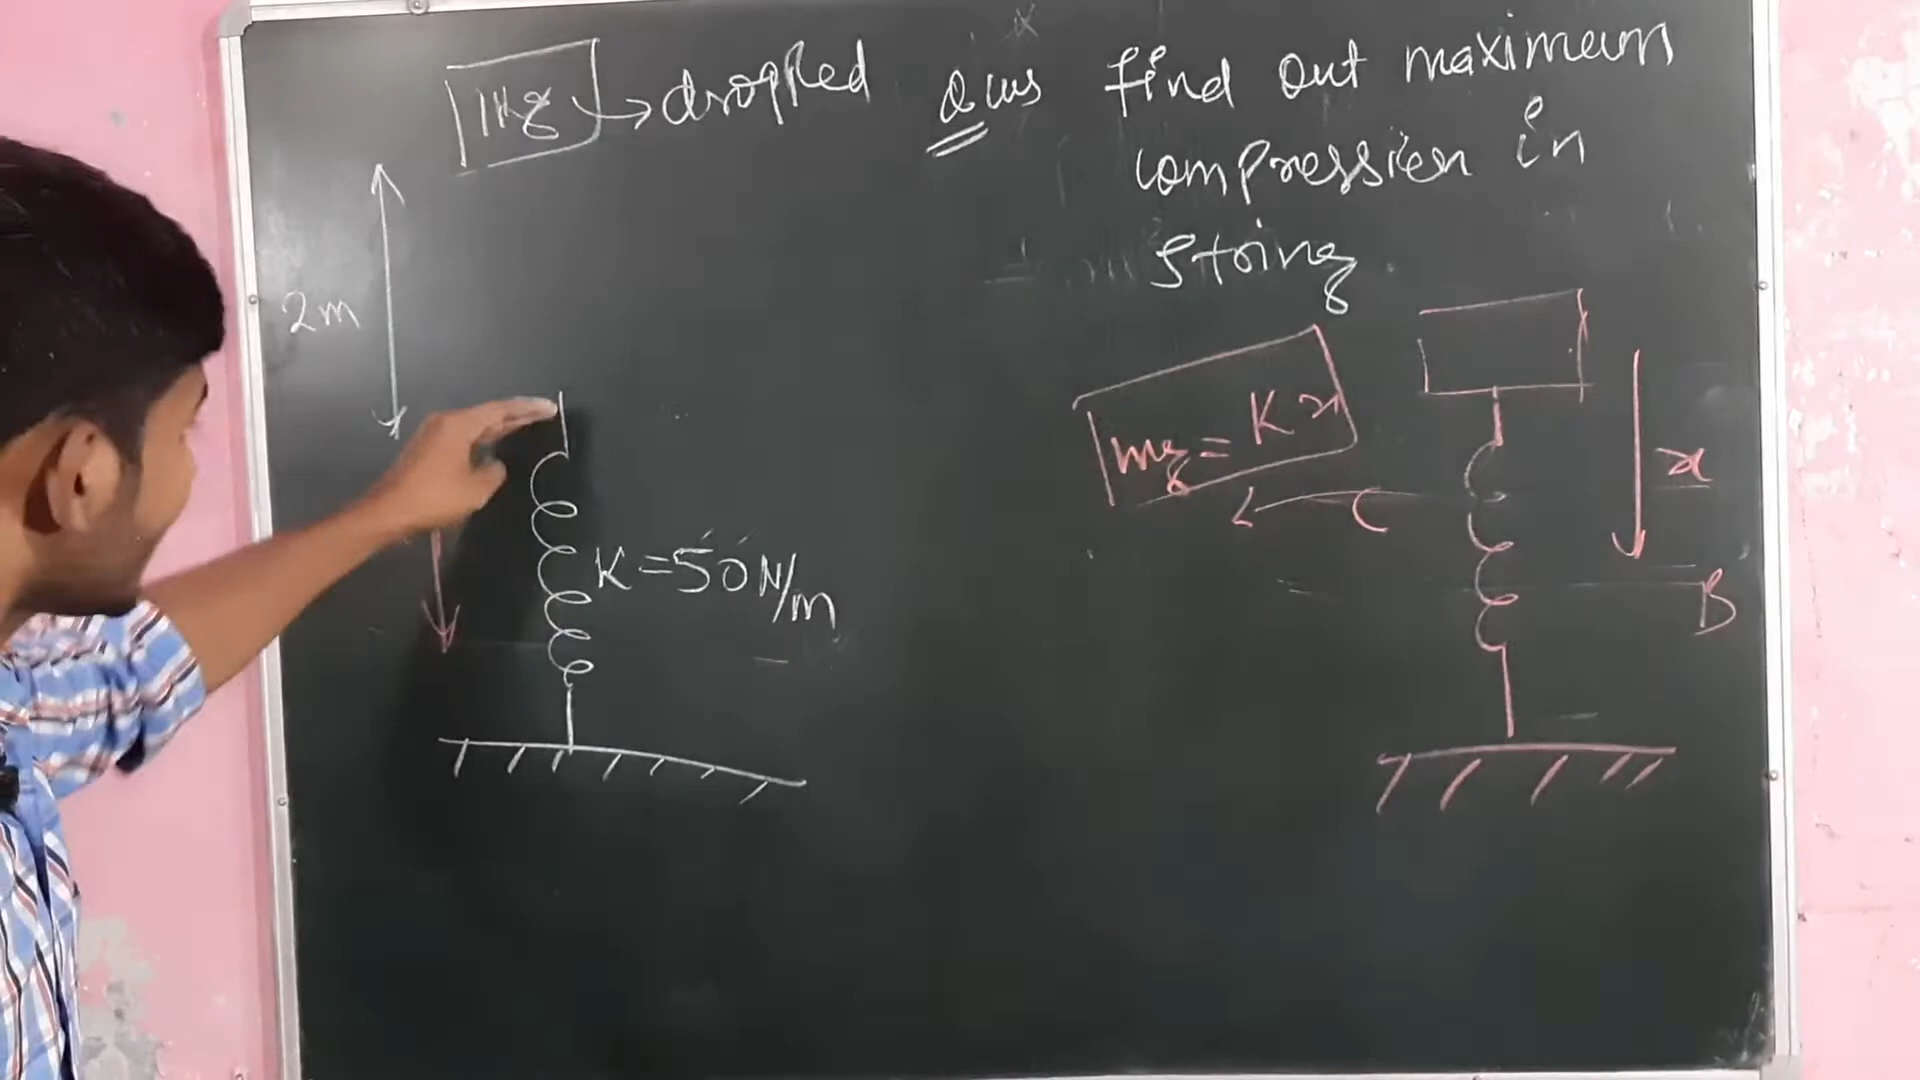 1Kg → dropped
Qus find out maximum
compression in
string
2m
K=50N/m
mg = Kx
x
B